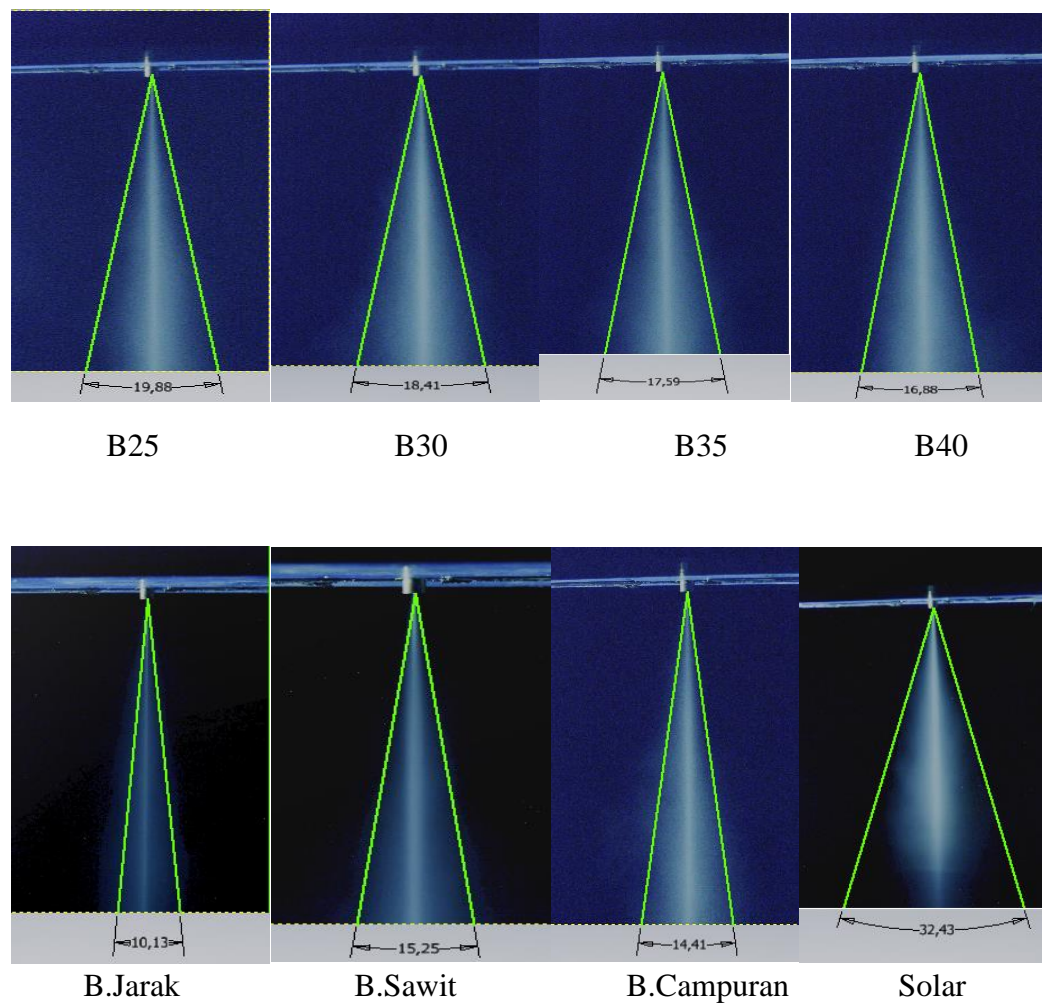 19,88 18,41 17,59 16,88
B25 B30 B35 B40
10,13 15,25 14,41 32,43
B.Jarak B.Sawit B.Campuran Solar